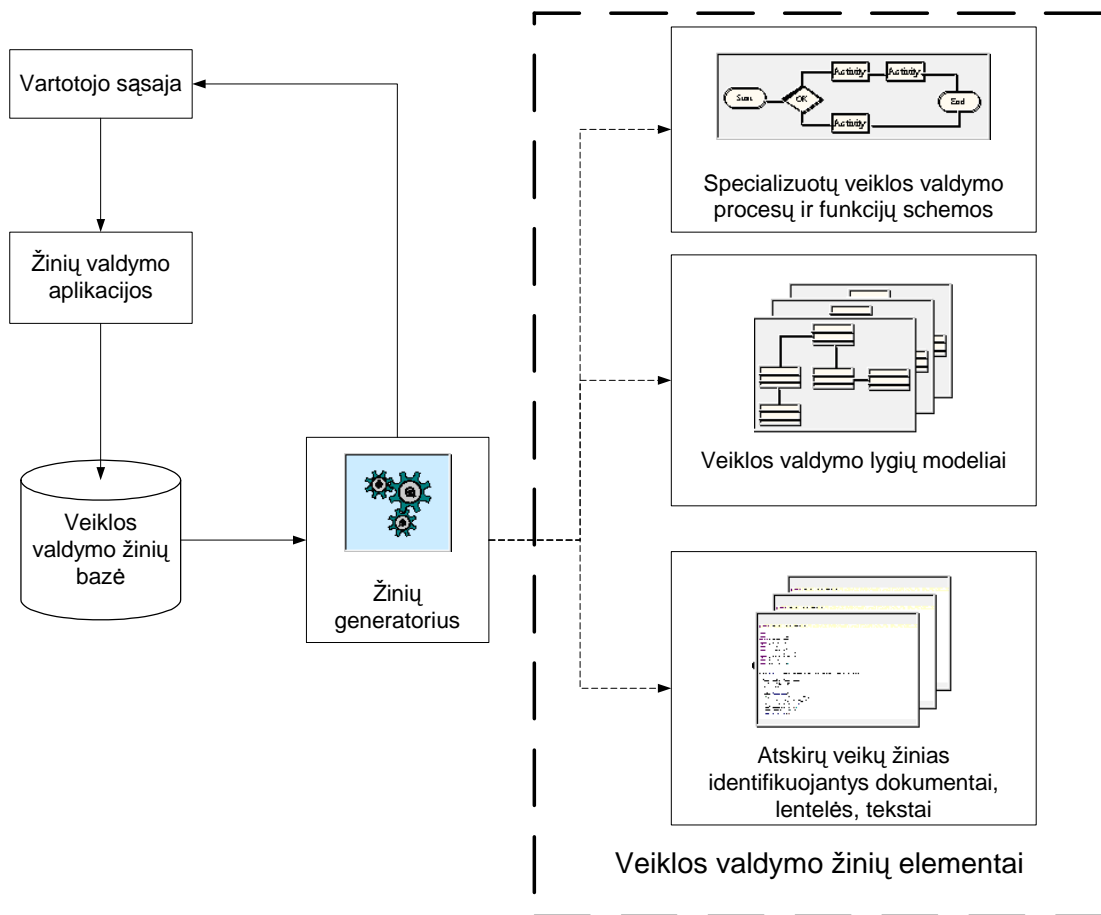 Vartotojo sąsaja
Žinių valdymo
aplikacijos
Veiklos
valdymo žinių
bazė
Žinių
generatorius
Activity
Activity
OK
End
Activity
Specializuotų veiklos valdymo
procesų ir funkcijų schemos
Veiklos valdymo lygių modeliai
Atskirų veikų žinias
identifikuojantys dokumentai,
lentelės, tekstai
Veiklos valdymo žinių elementai